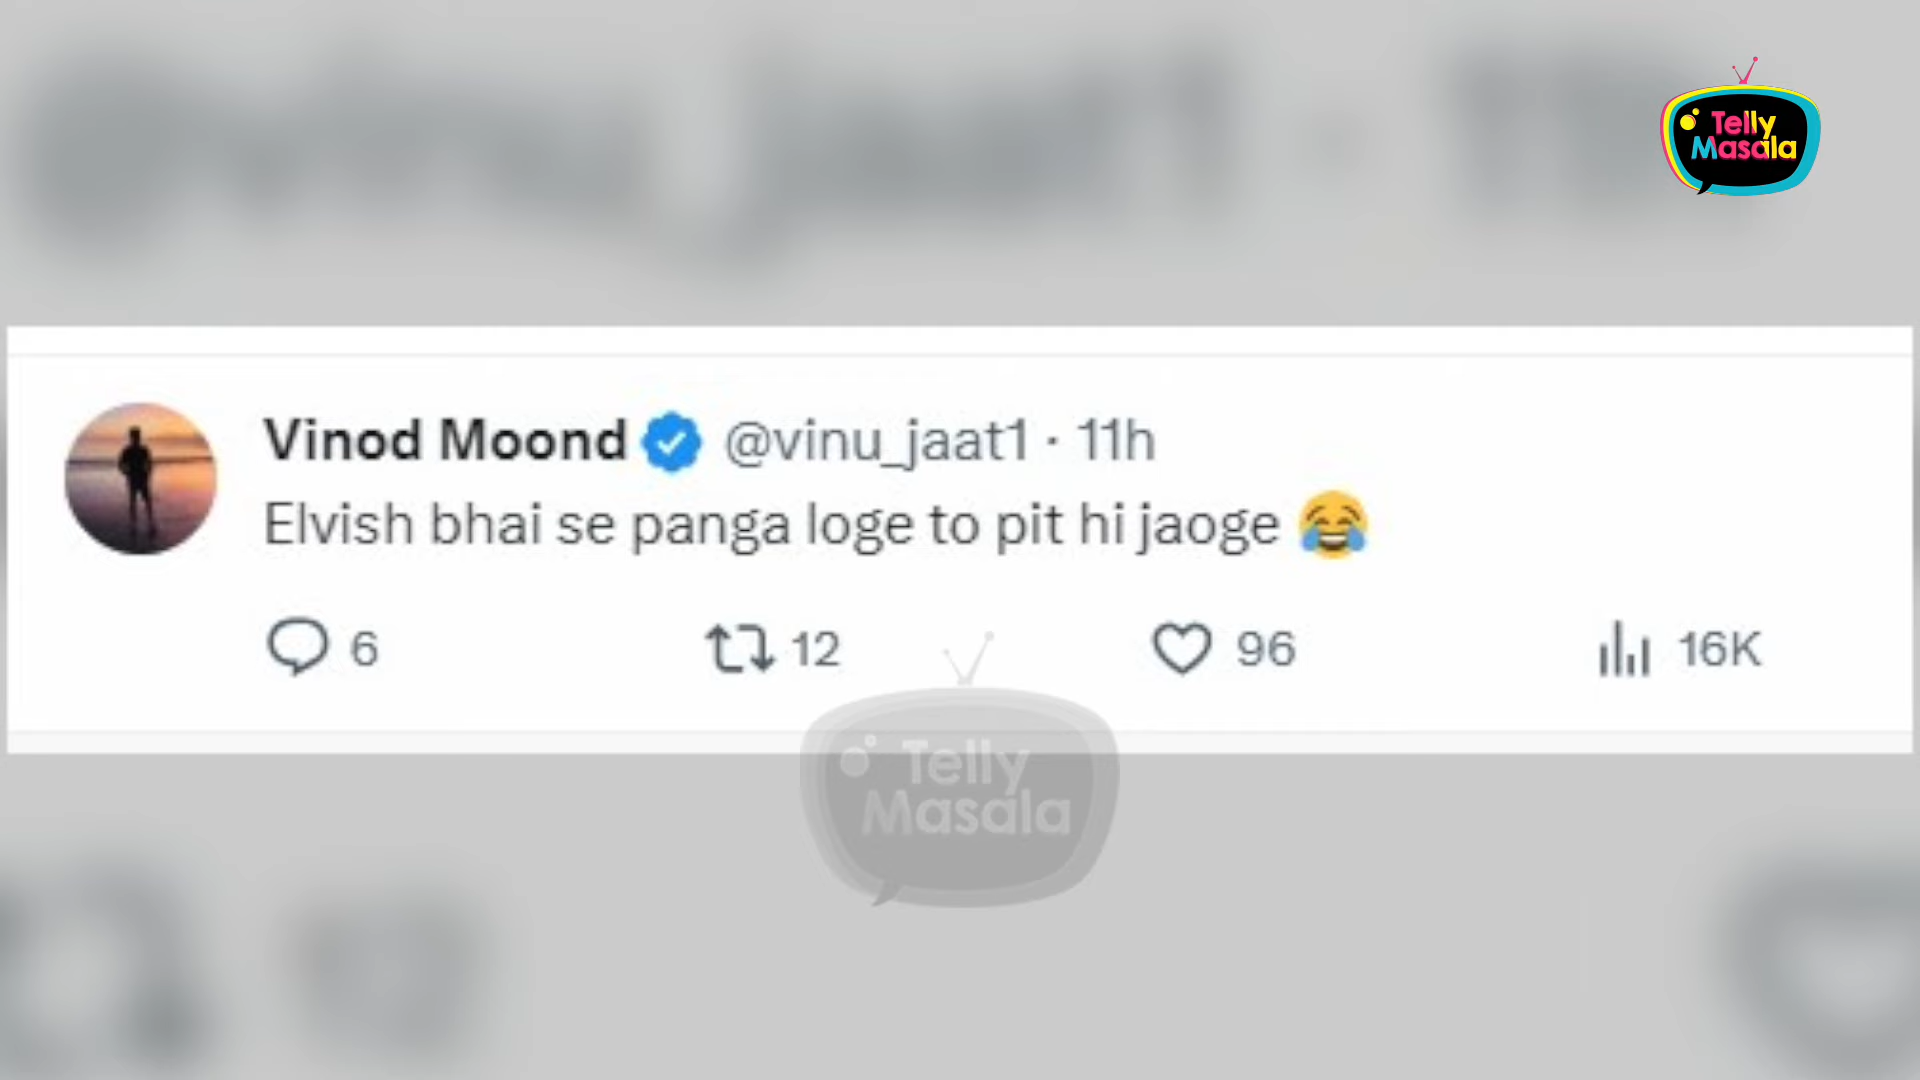 Telly
Masala
Vinod Moond @vinu_jaat1 · 11h
Elvish bhai se panga loge to pit hi jaoge 😂
6 12 96 16K
Telly
Masala